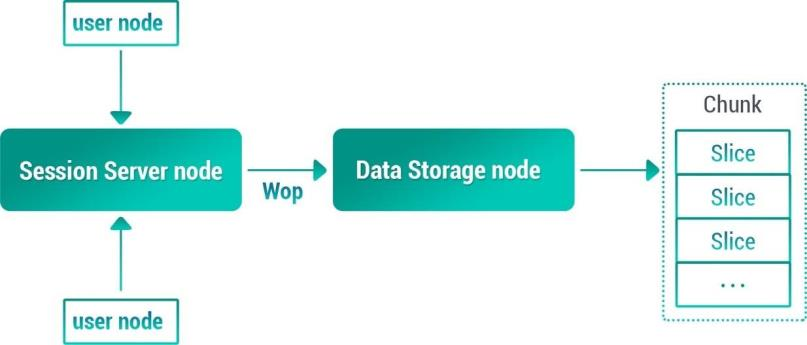 user node
Session Server node
Wop
Data Storage node
user node
Chunk
Slice
Slice
Slice
...